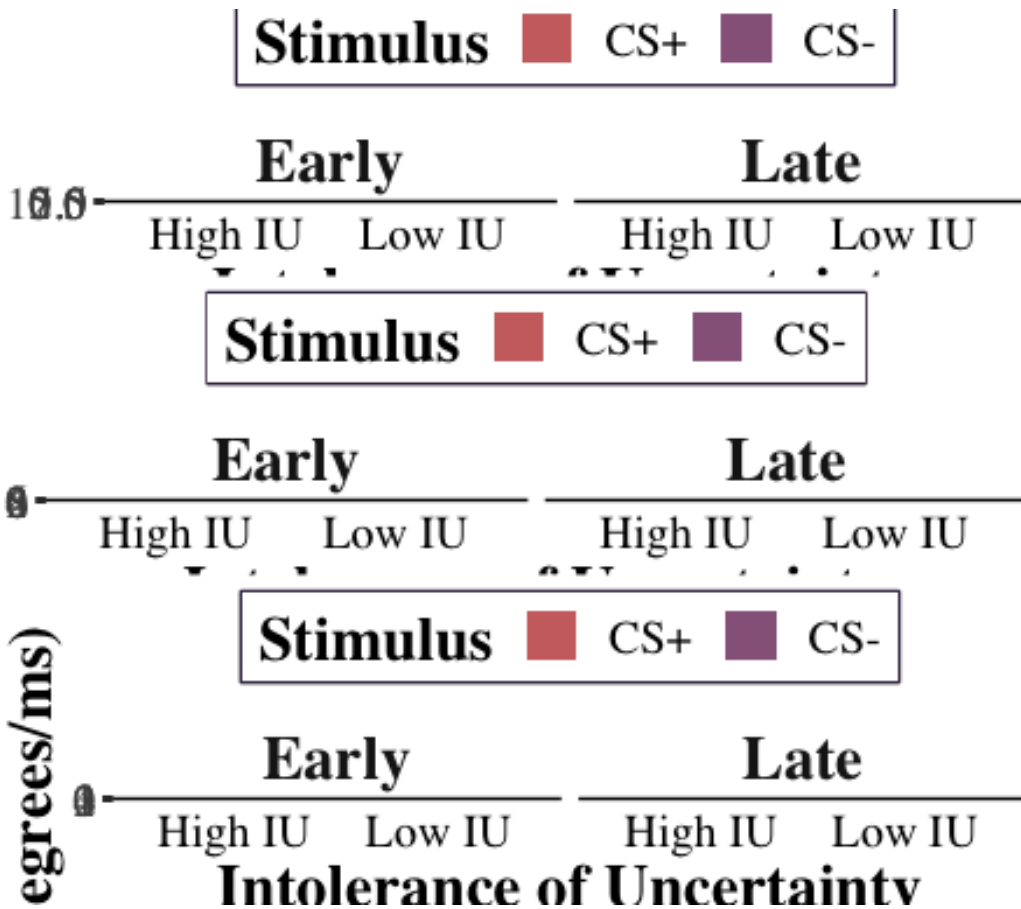 Stimulus CS+ CS-
Early Late
High IU Low IU High IU Low IU
Stimulus CS+ CS-
Early Late
High IU Low IU High IU Low IU
Stimulus CS+ CS-
Early Late
High IU Low IU High IU Low IU
Intolerance of Uncertainty
egrees/ms)